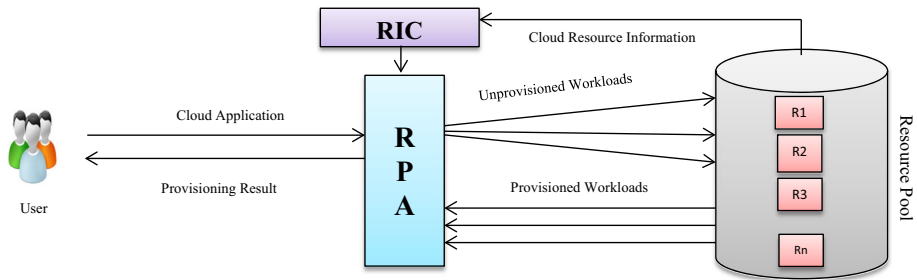 RIC
Cloud Resource Information
Unprovisioned Workloads
Cloud Application
R
P
A
Provisioning Result
Provisioned Workloads
User
R1
R2
R3
Rn
Resource Pool